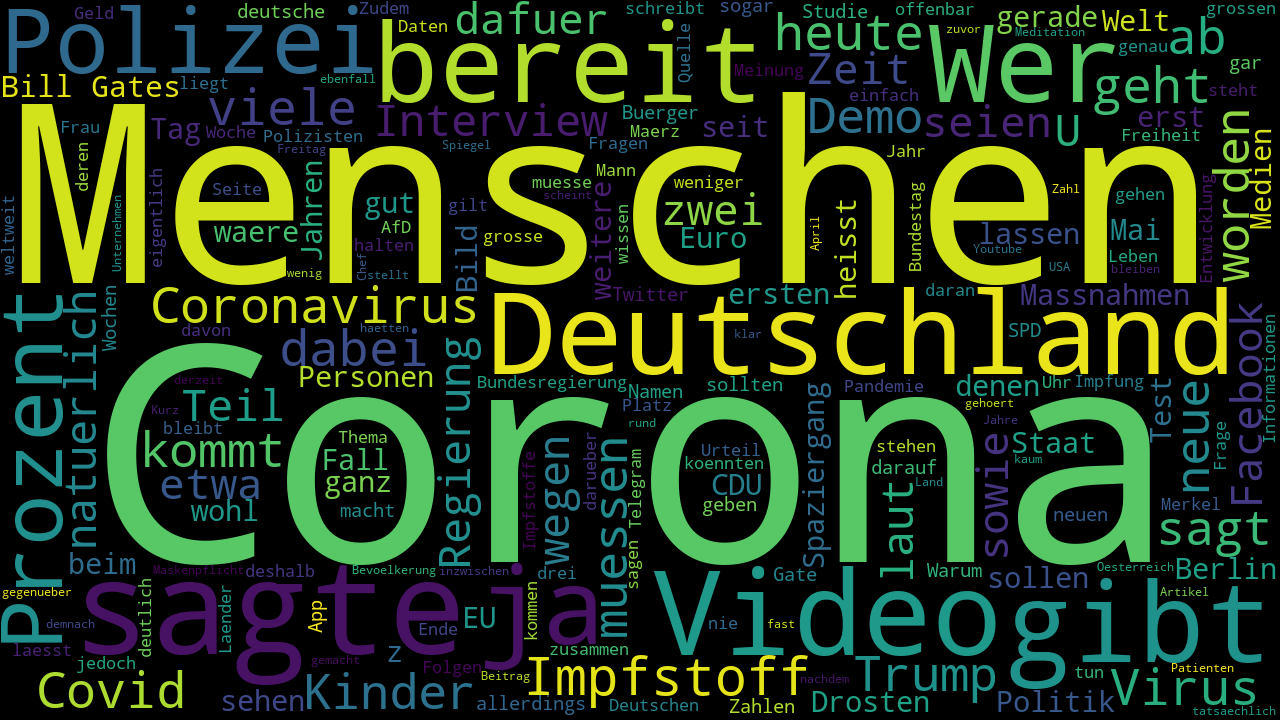 Geld
Zudem
deutsche
Polizei
Daten
dafuer
schreibt
sogar
Studie
offenbar
gerade
Welt
grossen
bereit
Quelle
heute
Wer
zuvor
Meditation
genau
ab
gar
Bill Gates
liegt
ebenfall
Meinung
Zeit
einfach
geht
steht
viele
Interview
Buerger
Maerz
seit
Demo
seien
U
erst
Freiheit
worden
Medien
Frau
Tag
Woche
Polizisten
Freitag
Spiegel
Fragen
Jahr
deren
eigentlich
Menschen
Seite
Jahren
gut
AfD
gilt
muesse
Mann
scheint
weniger
zwei
Zahl
gehen
Entwicklung
weltweit
Unternehmen
waere
halten
Bild
grosse
weitere
wissen
Euro
April
heisst
Bundestag
lassen
Youtube
Mai
Leben
bleiben
USA
wenig
Chef
stellt
Twitter
ersten
daran
Massnahmen
Prozent
natuerlich
Wochen
Coronavirus
davon
haetten
Deutschland
klar
SPD
Facebook
Informationen
dabei
Personen
Regierung
Bundesregierung
Namen
sollten
Pandemie
denen
Uhr
Impfung
derzeit
Teil
Kurz
bleibt
kommt
Corona
Thema
Fall
ganz
macht
Platz
rund
Urteil
koennten
CDU
geben
Spaziergang
gehoert
Jahre
stehen
darauf
Land
Staat
kaum
Test
neue
Frage
etwa
wohl
Impfstoffe
wegen
darueber
muessen
Telegram
sagen
laut
sowie
neuen
Merkel
sagt
beim
Maskenpflicht
deshalb
Bevoelkerung
inzwischen
drei
Gate
Warum
sollen
Oesterreich
Berlin
gegenueber
demnach
laesst
deutlich
sagte
ja
Laender
App
Ende
EU
kommen
Video
nie
fast
gibt
Artikel
jedoch
gemacht
z
Folgen
Beitrag
zusammen
nachdem
tun
Patienten
Covid
sehen
Kinder
allerdings
Impfstoff
Deutschen
Zahlen
Trump
Drosten
Politik
Virus
tatsaechlich